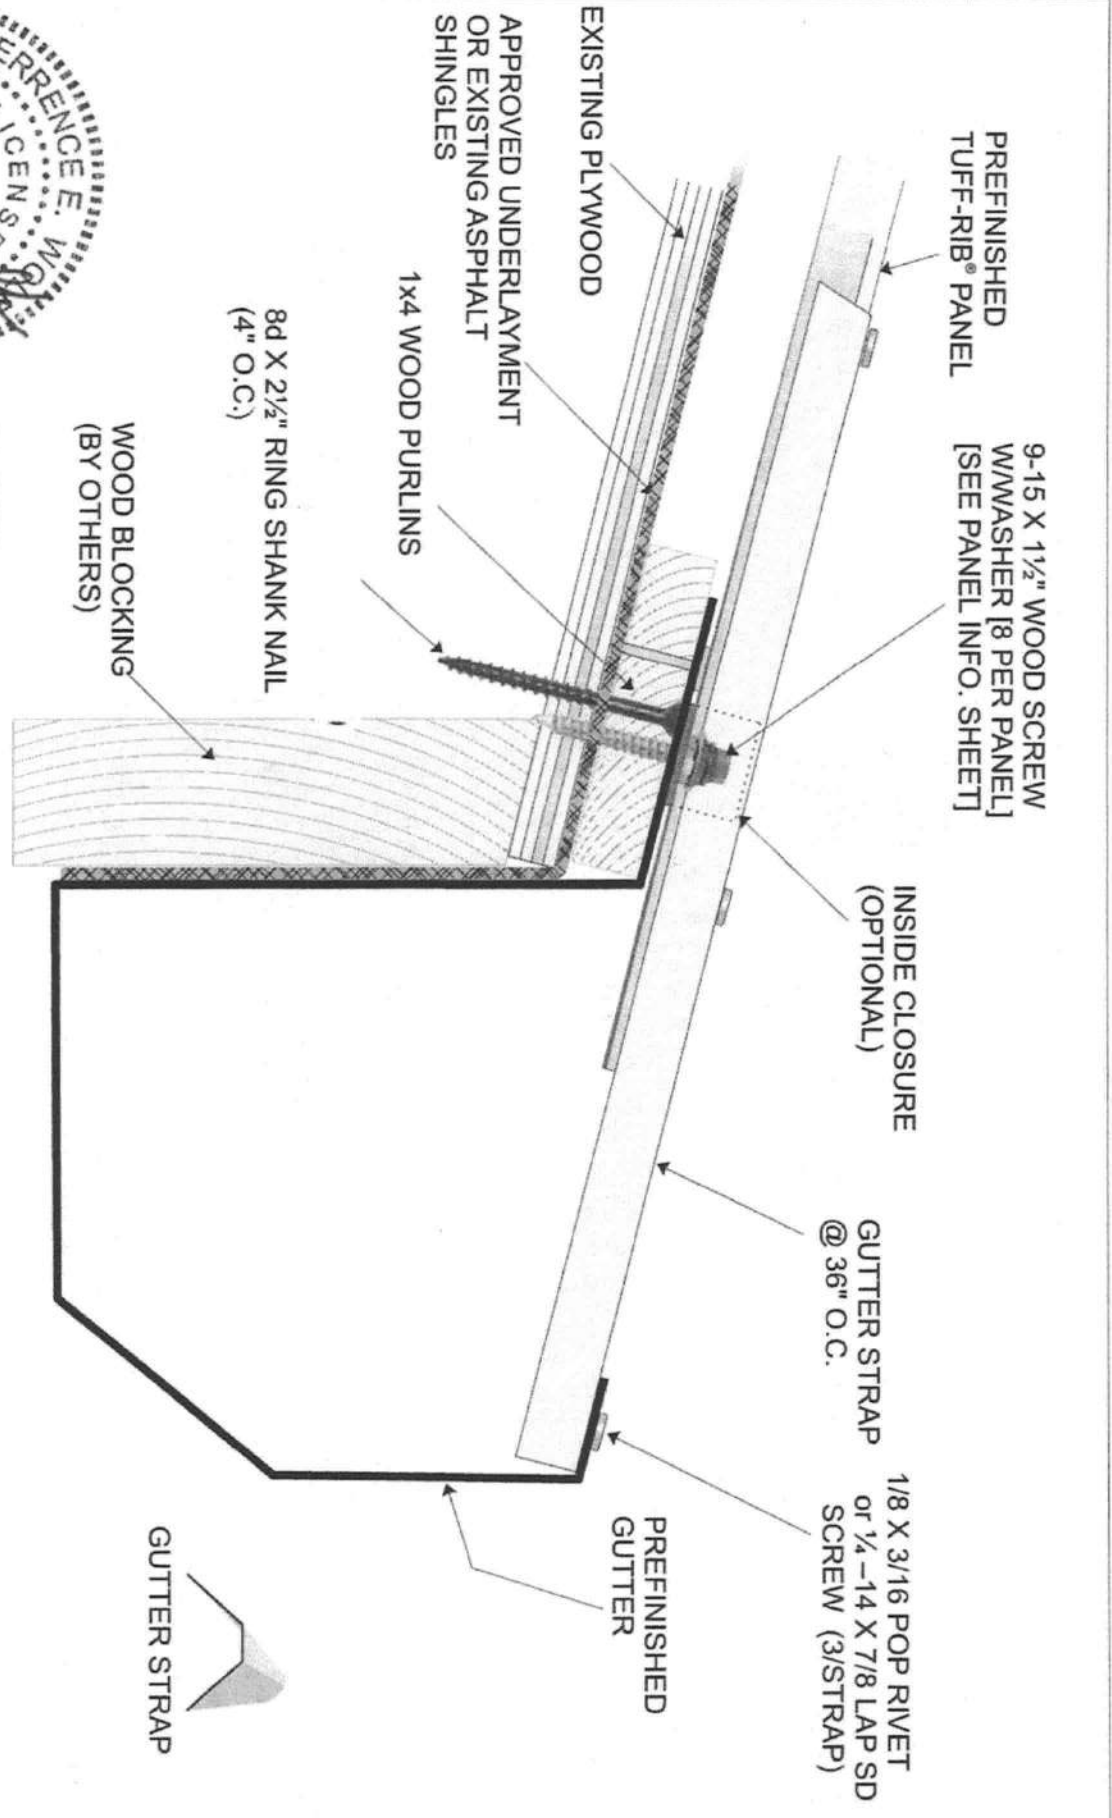 PREFINISHED
TUFF-RIB® PANEL
9-15 X 1½" WOOD SCREW
W/WASHER [8 PER PANEL]
[SEE PANEL INFO. SHEET]
INSIDE CLOSURE
(OPTIONAL)
GUTTER STRAP
@ 36" O.C.
1/8 X 3/16 POP RIVET
or ¼–14 X 7/8 LAP SD
SCREW (3/STRAP)
EXISTING PLYWOOD
APPROVED UNDERLAYMENT
OR EXISTING ASPHALT
SHINGLES
1x4 WOOD PURLINS
8d X 2½" RING SHANK NAIL
(4" O.C.)
WOOD BLOCKING
(BY OTHERS)
PREFINISHED
GUTTER
GUTTER STRAP
ERRENCE E. WO
ICENS